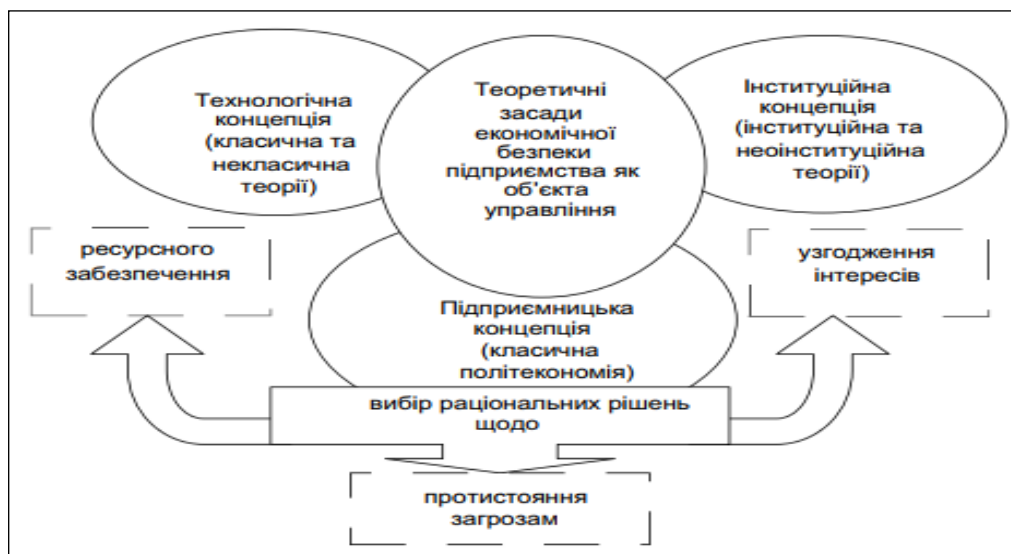 Технологічна
концепція
(класична та
некласична
теорії)
Теоретичні
засади
економічної
безпеки
підприємства як
об'єкта
управління
Інституційна
концепція
(інституційна та
неоінституційна
теорії)
ресурсного
забезпечення
узгодження
інтересів
Підприємницька
концепція
(класична
політекономія)
вибір раціональних рішень
щодо
протистояння
загрозам